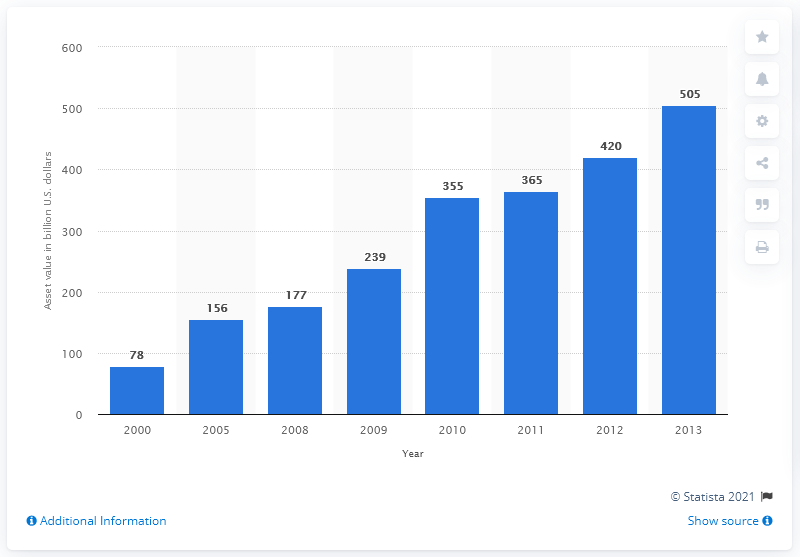 600
500
400
300
200
100
0
Asset value in billion U.S. dollars
78
156
177
239
355
365
420
505
2000 2005 2008 2009 2010 2011 2012 2013
Year
© Statista 2021
Additional Information
Show source